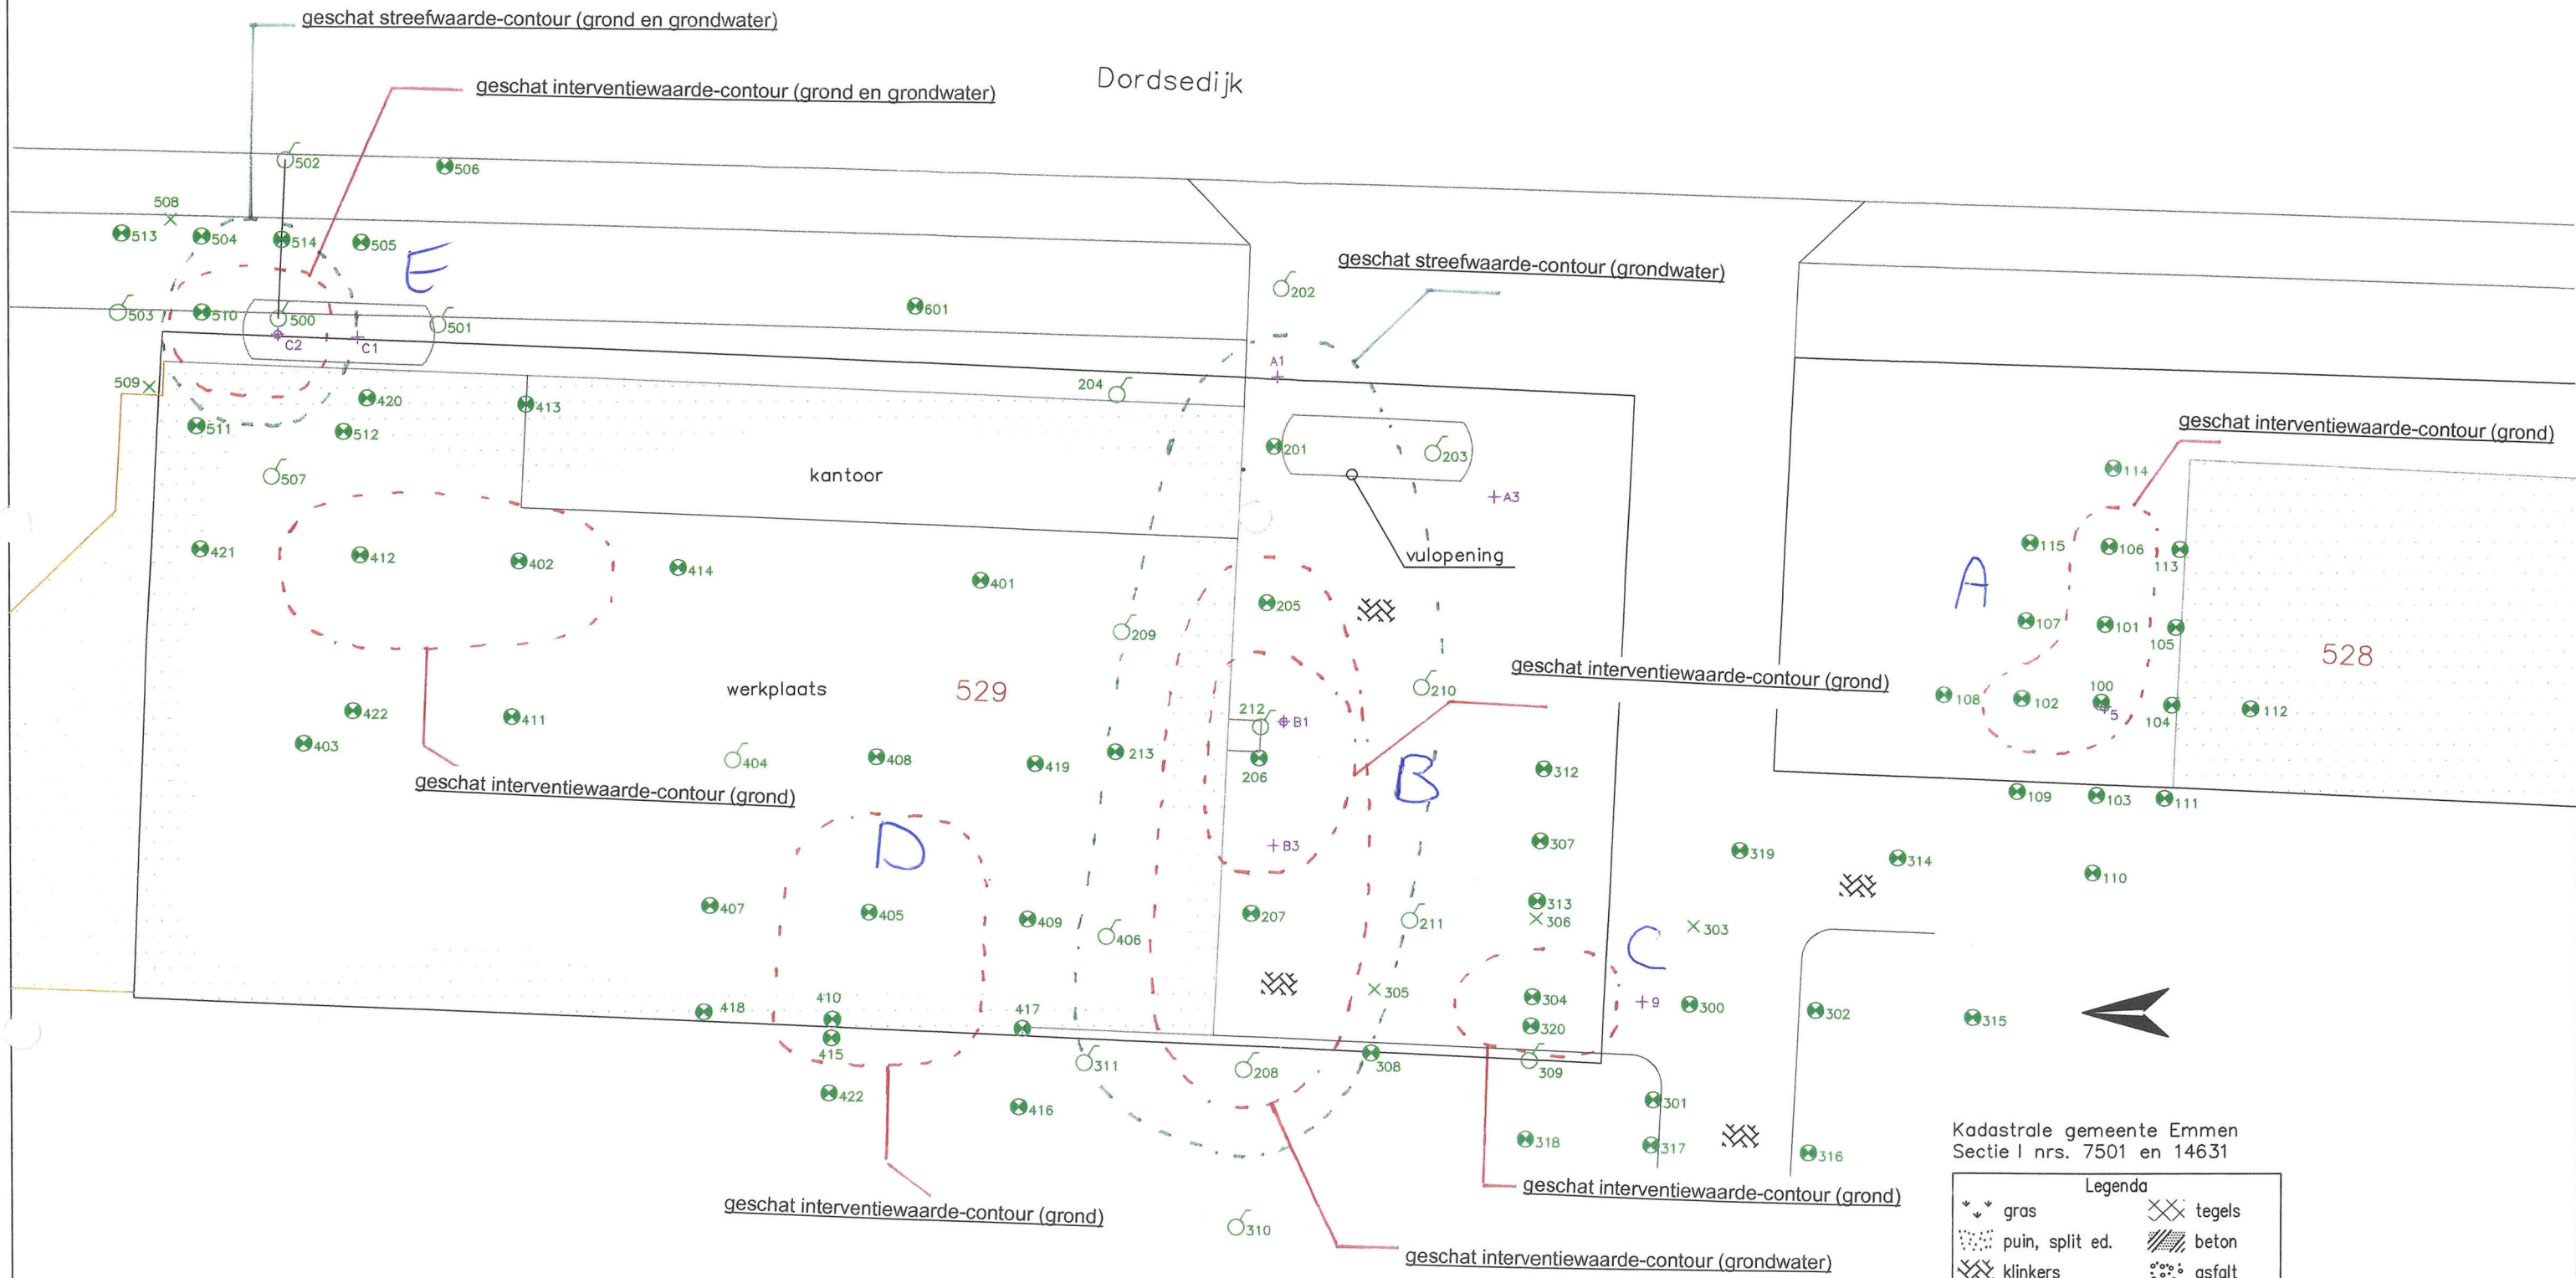 geschat streefwaarde-contour (grond en grondwater)
geschat interventiewaarde-contour (grond en grondwater)
Dordsedijk
502
506
508
513
504
514
505
E
geschat streefwaarde-contour (grondwater)
202
503
510
500
501
601
C2
C1
A1
509
420
413
204
511
512
kantoor
201
203
geschat interventiewaarde-contour (grond)
114
507
A3
421
412
402
414
401
vulopening
115
106
113
A
205
209
107
101
105
528
werkplaats
529
geschat interventiewaarde-contour (grond)
210
108
102
100
5
104
112
422
411
212
B1
403
404
408
419
213
206
B
312
geschat interventiewaarde-contour (grond)
109
103
111
D
B3
307
319
314
110
407
405
409
406
207
211
313
306
303
C
305
418
410
417
304
9
300
302
315
320
415
311
208
308
309
422
416
301
318
317
316
Kadastrale gemeente Emmen
Sectie I nrs. 7501 en 14631
geschat interventiewaarde-contour (grond)
geschat interventiewaarde-contour (grond)
310
geschat interventiewaarde-contour (grondwater)
Legenda
gras
tegels
puin, split ed.
beton
klinkers
asfalt